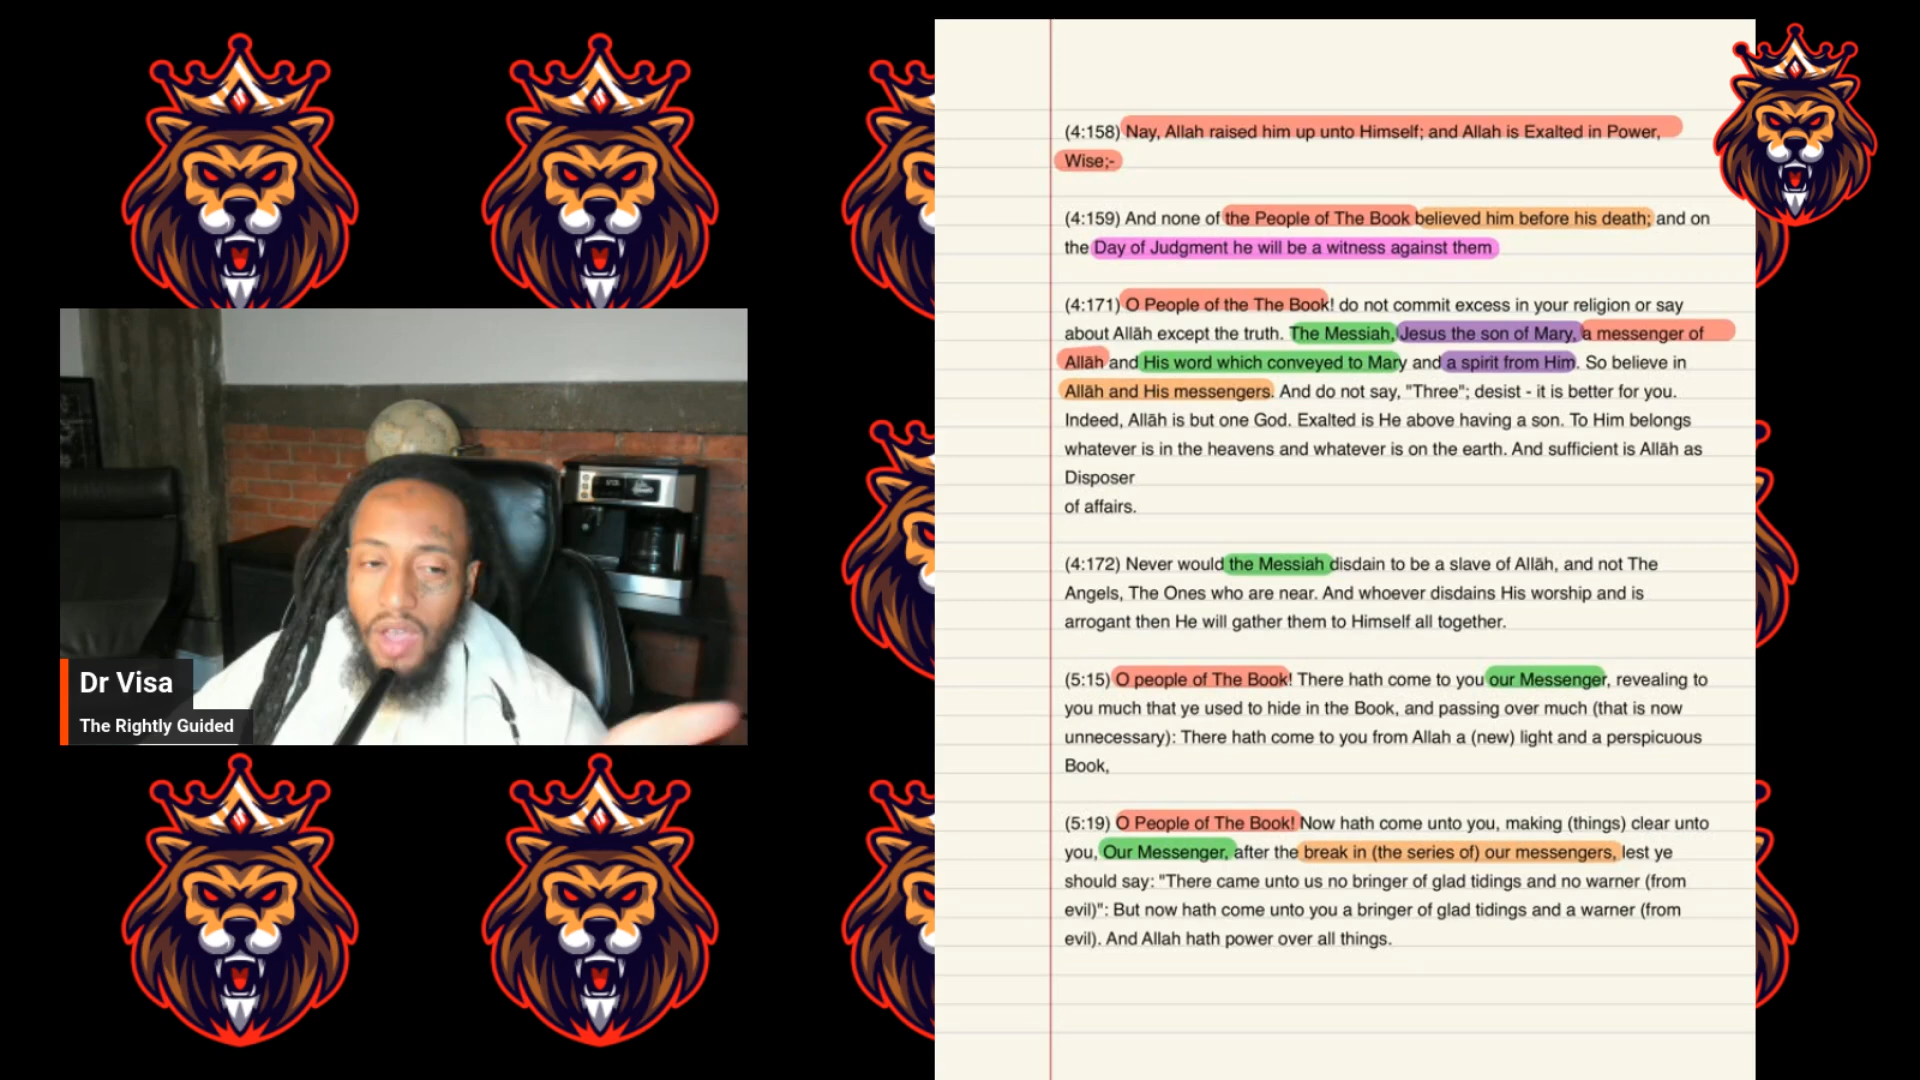 (4:158) Nay, Allah raised him up unto Himself; and Allah is Exalted in Power,
Wise;-
(4:159) And none of the People of The Book believed him before his death; and on
the Day of Judgment he will be a witness against them
(4:171) O People of the The Book! do not commit excess in your religion or say
about Allāh except the truth. The Messiah, Jesus the son of Mary, a messenger of
Allāh and His word which conveyed to Mary and a spirit from Him. So believe in
Allāh and His messengers. And do not say, "Three"; desist - it is better for you.
Indeed, Allāh is but one God. Exalted is He above having a son. To Him belongs
whatever is in the heavens and whatever is on the earth. And sufficient is Allāh as
Disposer
of affairs.
(4:172) Never would the Messiah disdain to be a slave of Allāh, and not The
Angels, The Ones who are near. And whoever disdains His worship and is
arrogant then He will gather them to Himself all together.
(5:15) O people of The Book! There hath come to you our Messenger, revealing to
you much that ye used to hide in the Book, and passing over much (that is now
unnecessary): There hath come to you from Allah a (new) light and a perspicuous
Book,
(5:19) O People of The Book! Now hath come unto you, making (things) clear unto
you, Our Messenger, after the break in (the series of) our messengers, lest ye
should say: "There came unto us no bringer of glad tidings and no warner (from
evil)": But now hath come unto you a bringer of glad tidings and a warner (from
evil). And Allah hath power over all things.
Dr Visa
The Rightly Guided